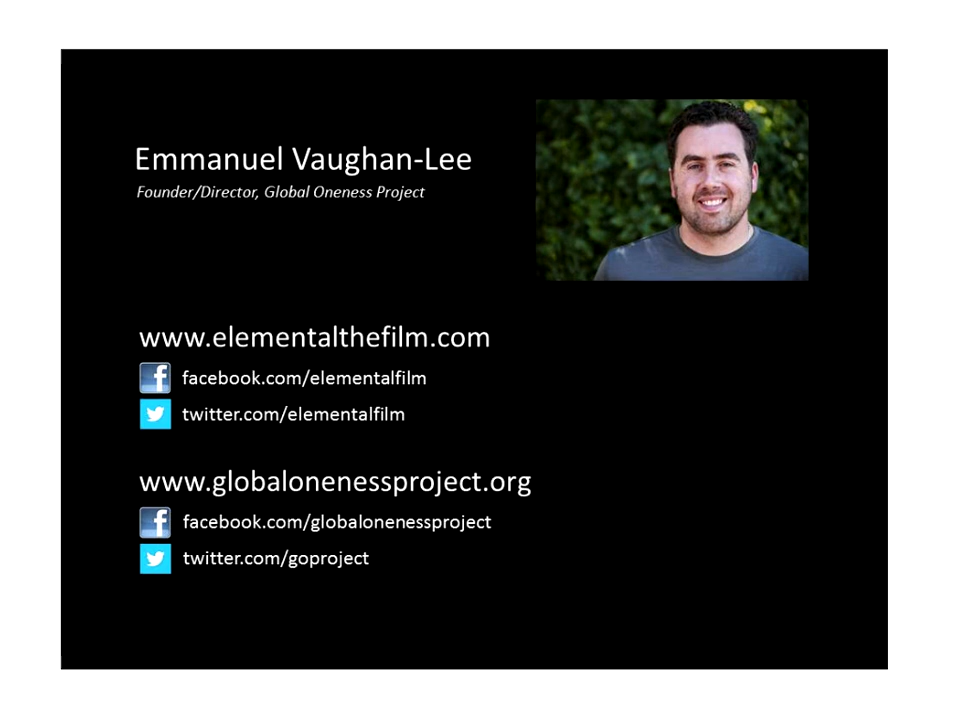 Emmanuel Vaughan-Lee
Founder/Director, Global Oneness Project
www.elementalthefilm.com
facebook.com/elementalfilm
twitter.com/elementalfilm
www.globalonenessproject.org
facebook.com/globalonenessproject
twitter.com/goproject